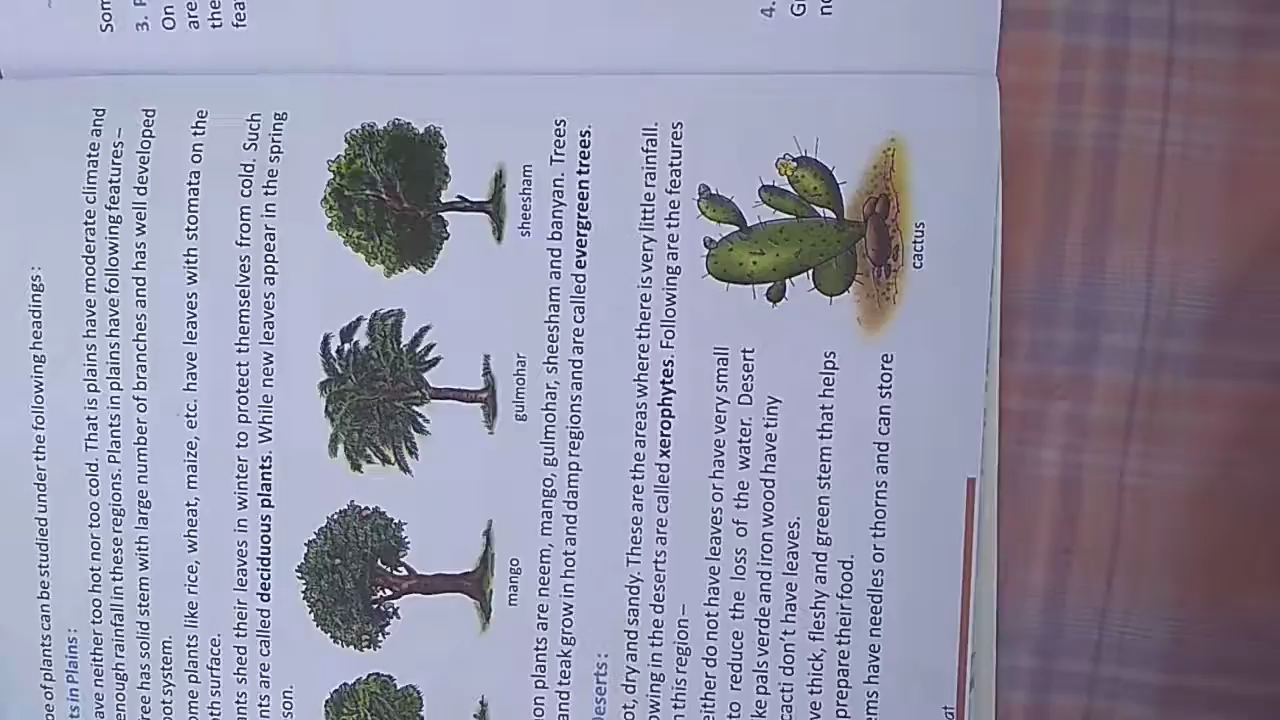 pe of plants can be studied under the following headings :
ts in Plains :
ave neither too hot nor too cold. That is plains have moderate climate and
enough rainfall in these regions. Plants in plains have following features –
ree has solid stem with large number of branches and has well developed
ot system.
ome plants like rice, wheat, maize, etc. have leaves with stomata on the
th surface.
ants shed their leaves in winter to protect themselves from cold. Such
nts are called deciduous plants. While new leaves appear in the spring
son.
mango
gulmohar
sheesham
on plants are neem, mango, gulmohar, sheesham and banyan. Trees
and teak grow in hot and damp regions and are called evergreen trees.
Deserts :
ot, dry and sandy. These are the areas where there is very little rainfall.
owing in the deserts are called xerophytes. Following are the features
n this region –
either do not have leaves or have very small
to reduce the loss of the water. Desert
ke pals verde and iron wood have tiny
cacti don't have leaves.
ve thick, fleshy and green stem that helps
prepare their food.
ems have needles or thorns and can store
cactus
at
Som
3.
On
are
the
fea
4.
Gr
no